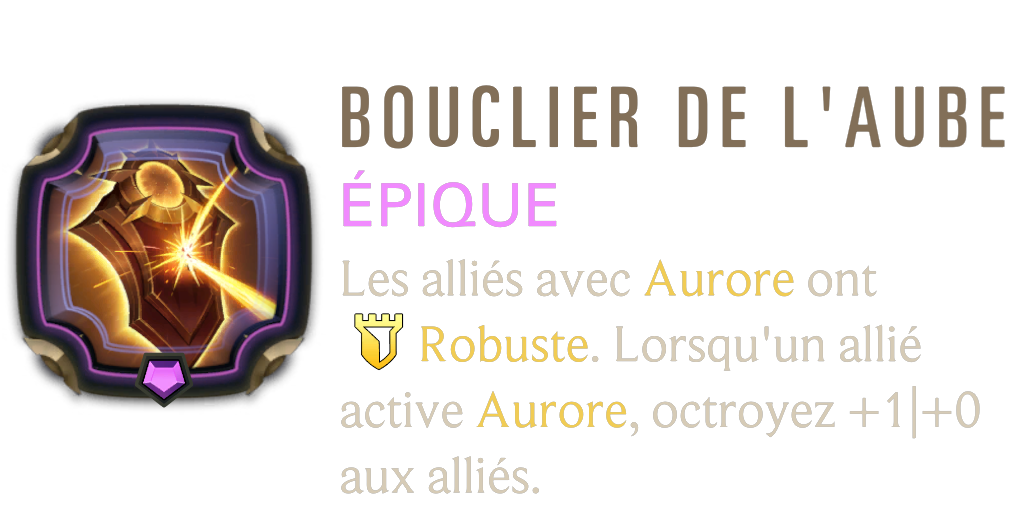 BOUCLIER DE L'AUBE
ÉPIQUE
Les alliés avec Aurore ont
Robuste. Lorsqu'un allié
active Aurore, octroyez +1|+0
aux alliés.